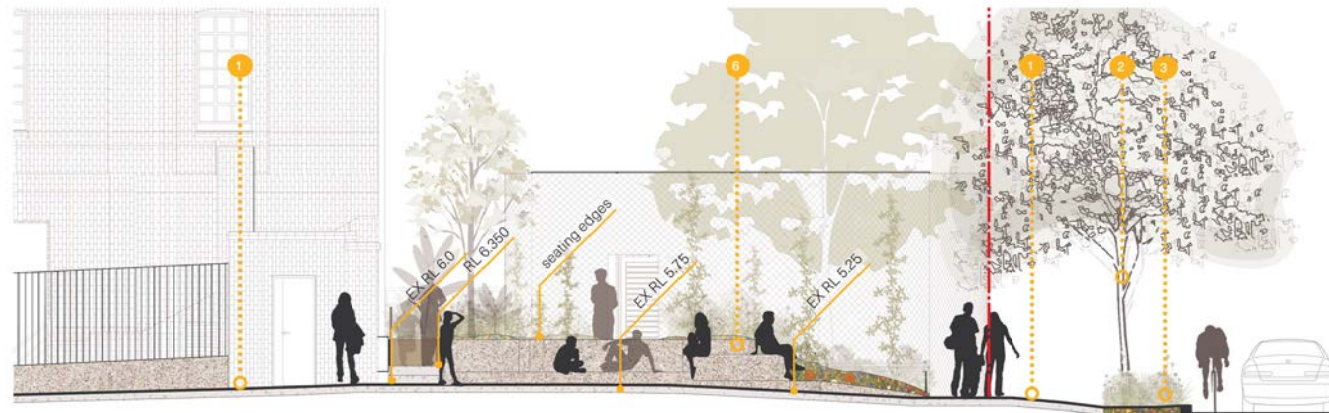 1
6
1
2
3
EX RL 6.0
RL 6.350
seating edges
EX RL 5.75
EX RL 5.25